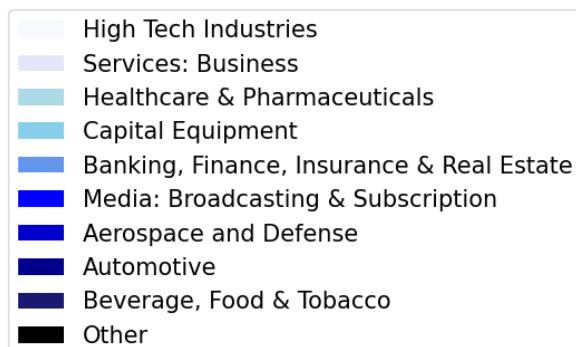 High Tech Industries
Services: Business
Healthcare & Pharmaceuticals
Capital Equipment
Banking, Finance, Insurance & Real Estate
Media: Broadcasting & Subscription
Aerospace and Defense
Automotive
Beverage, Food & Tobacco
Other